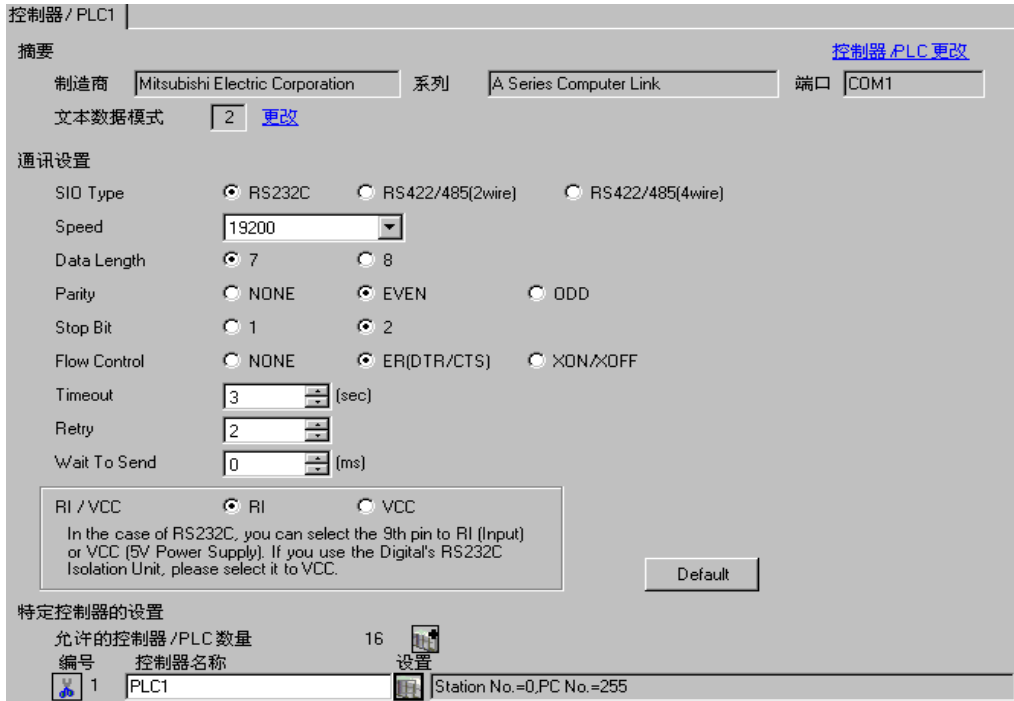 控制器/ PLC1
摘要 控制器/PLC更改
制造商 Mitsubishi Electric Corporation 系列 A Series Computer Link 端口 COM1
文本数据模式 2 更改
通讯设置
SIO Type RS232C RS422/485(2wire) RS422/485(4wire)
Speed 19200
Data Length 7 8
Parity NONE EVEN ODD
Stop Bit 1 2
Flow Control NONE ER(DTR/CTS) XON/XOFF
Timeout 3 (sec)
Retry 2
Wait To Send 0 (ms)
RI / VCC RI VCC
In the case of RS232C, you can select the 9th pin to RI (Input)
or VCC (5V Power Supply). If you use the Digital's RS232C
Isolation Unit, please select it to VCC.
Default
特定控制器的设置
允许的控制器/PLC数量 16
编号 控制器名称 设置
1 PLC1 Station No.=0,PC No.=255